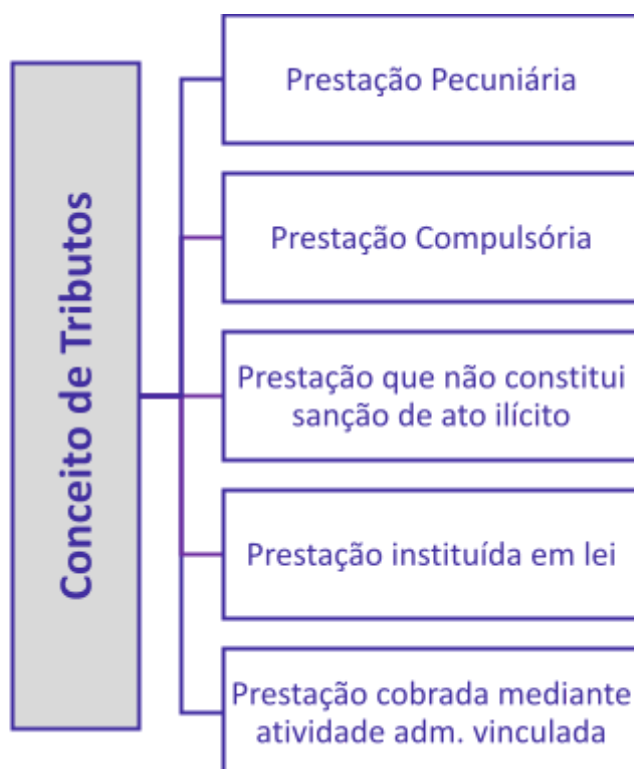 Conceito de Tributos
Prestação Pecuniária
Prestação Compulsória
Prestação que não constitui
sanção de ato ilícito
Prestação instituída em lei
Prestação cobrada mediante
atividade adm. vinculada